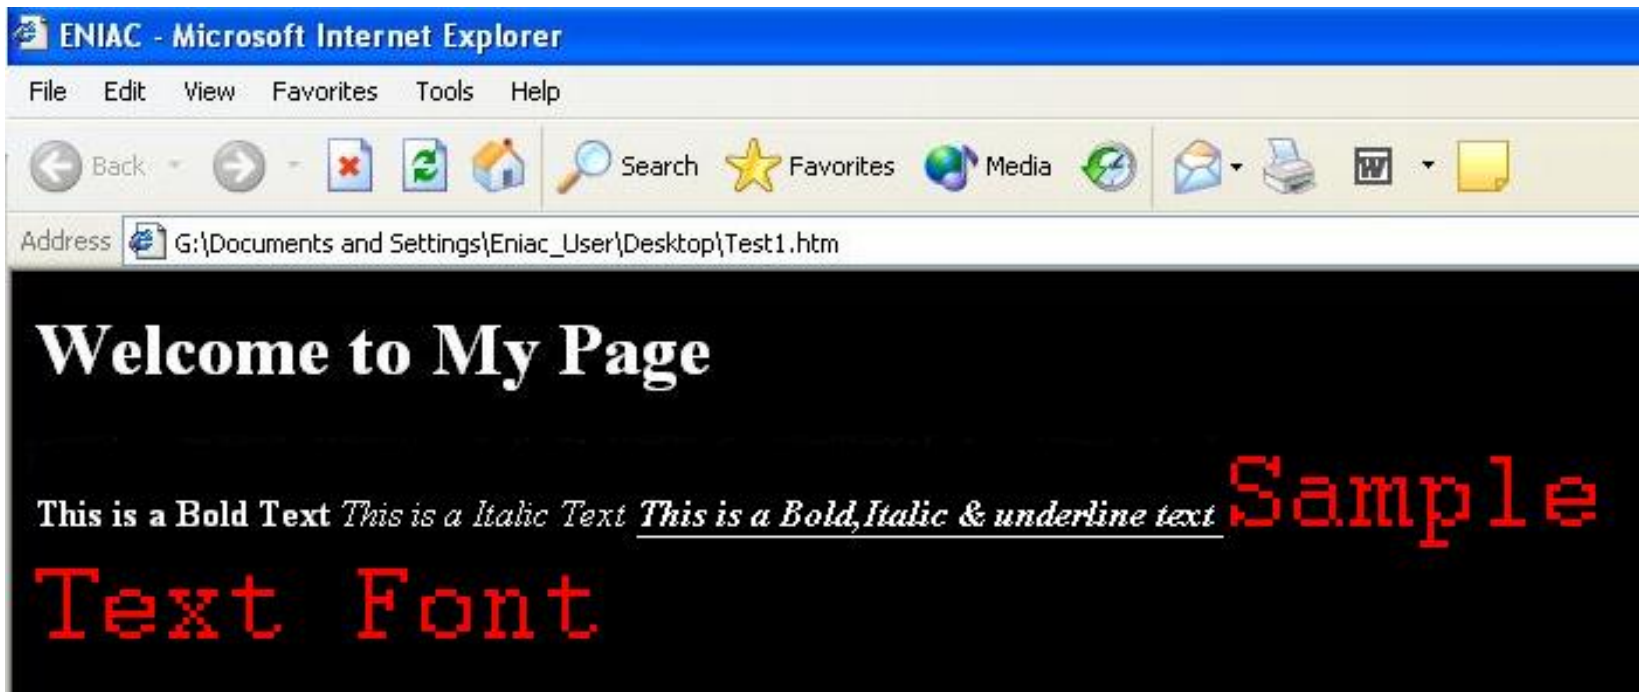 ENIAC - Microsoft Internet Explorer
File Edit View Favorites Tools Help
Back Search Favorites Media W
Address G:\Documents and Settings\Eniac_User\Desktop\Test1.htm
Welcome to My Page
This is a Bold Text This is a Italic Text This is a Bold,Italic & underline text Sample
Text Font